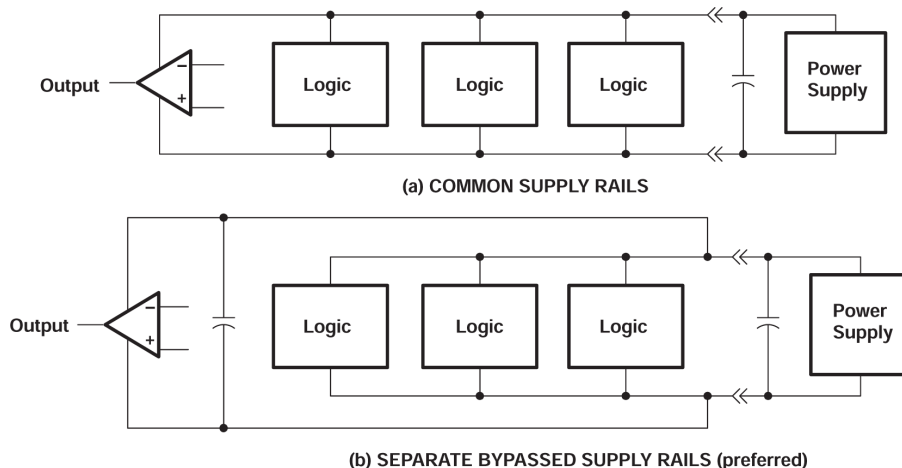 Output
−
+
Logic
Logic
Logic
Power
Supply
(a) COMMON SUPPLY RAILS
Output
−
+
Logic
Logic
Logic
Power
Supply
(b) SEPARATE BYPASSED SUPPLY RAILS (preferred)